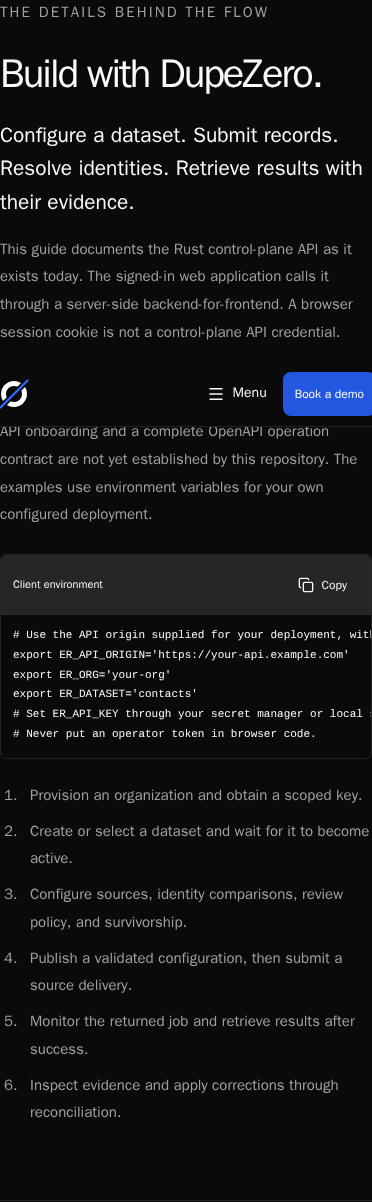 THE DETAILS BEHIND THE FLOW
Build with DupeZero.
Configure a dataset. Submit records.
Resolve identities. Retrieve results with
their evidence.
This guide documents the Rust control-plane API as it
exists today. The signed-in web application calls it
through a server-side backend-for-frontend. A browser
session cookie is not a control-plane API credential.
Menu
Book a demo
API onboarding and a complete OpenAPI operation
contract are not yet established by this repository. The
examples use environment variables for your own
configured deployment.
Client environment
Copy
# Use the API origin supplied for your deployment,
export ER_API_ORIGIN='https://your-api.example.com'
export ER_ORG='your-org'
export ER_DATASET='contacts'
# Set ER_API_KEY through your secret manager or local
# Never put an operator token in browser code.
1. Provision an organization and obtain a scoped key.
2. Create or select a dataset and wait for it to become
active.
3. Configure sources, identity comparisons, review
policy, and survivorship.
4. Publish a validated configuration, then submit a
source delivery.
5. Monitor the returned job and retrieve results after
success.
6. Inspect evidence and apply corrections through
reconciliation.